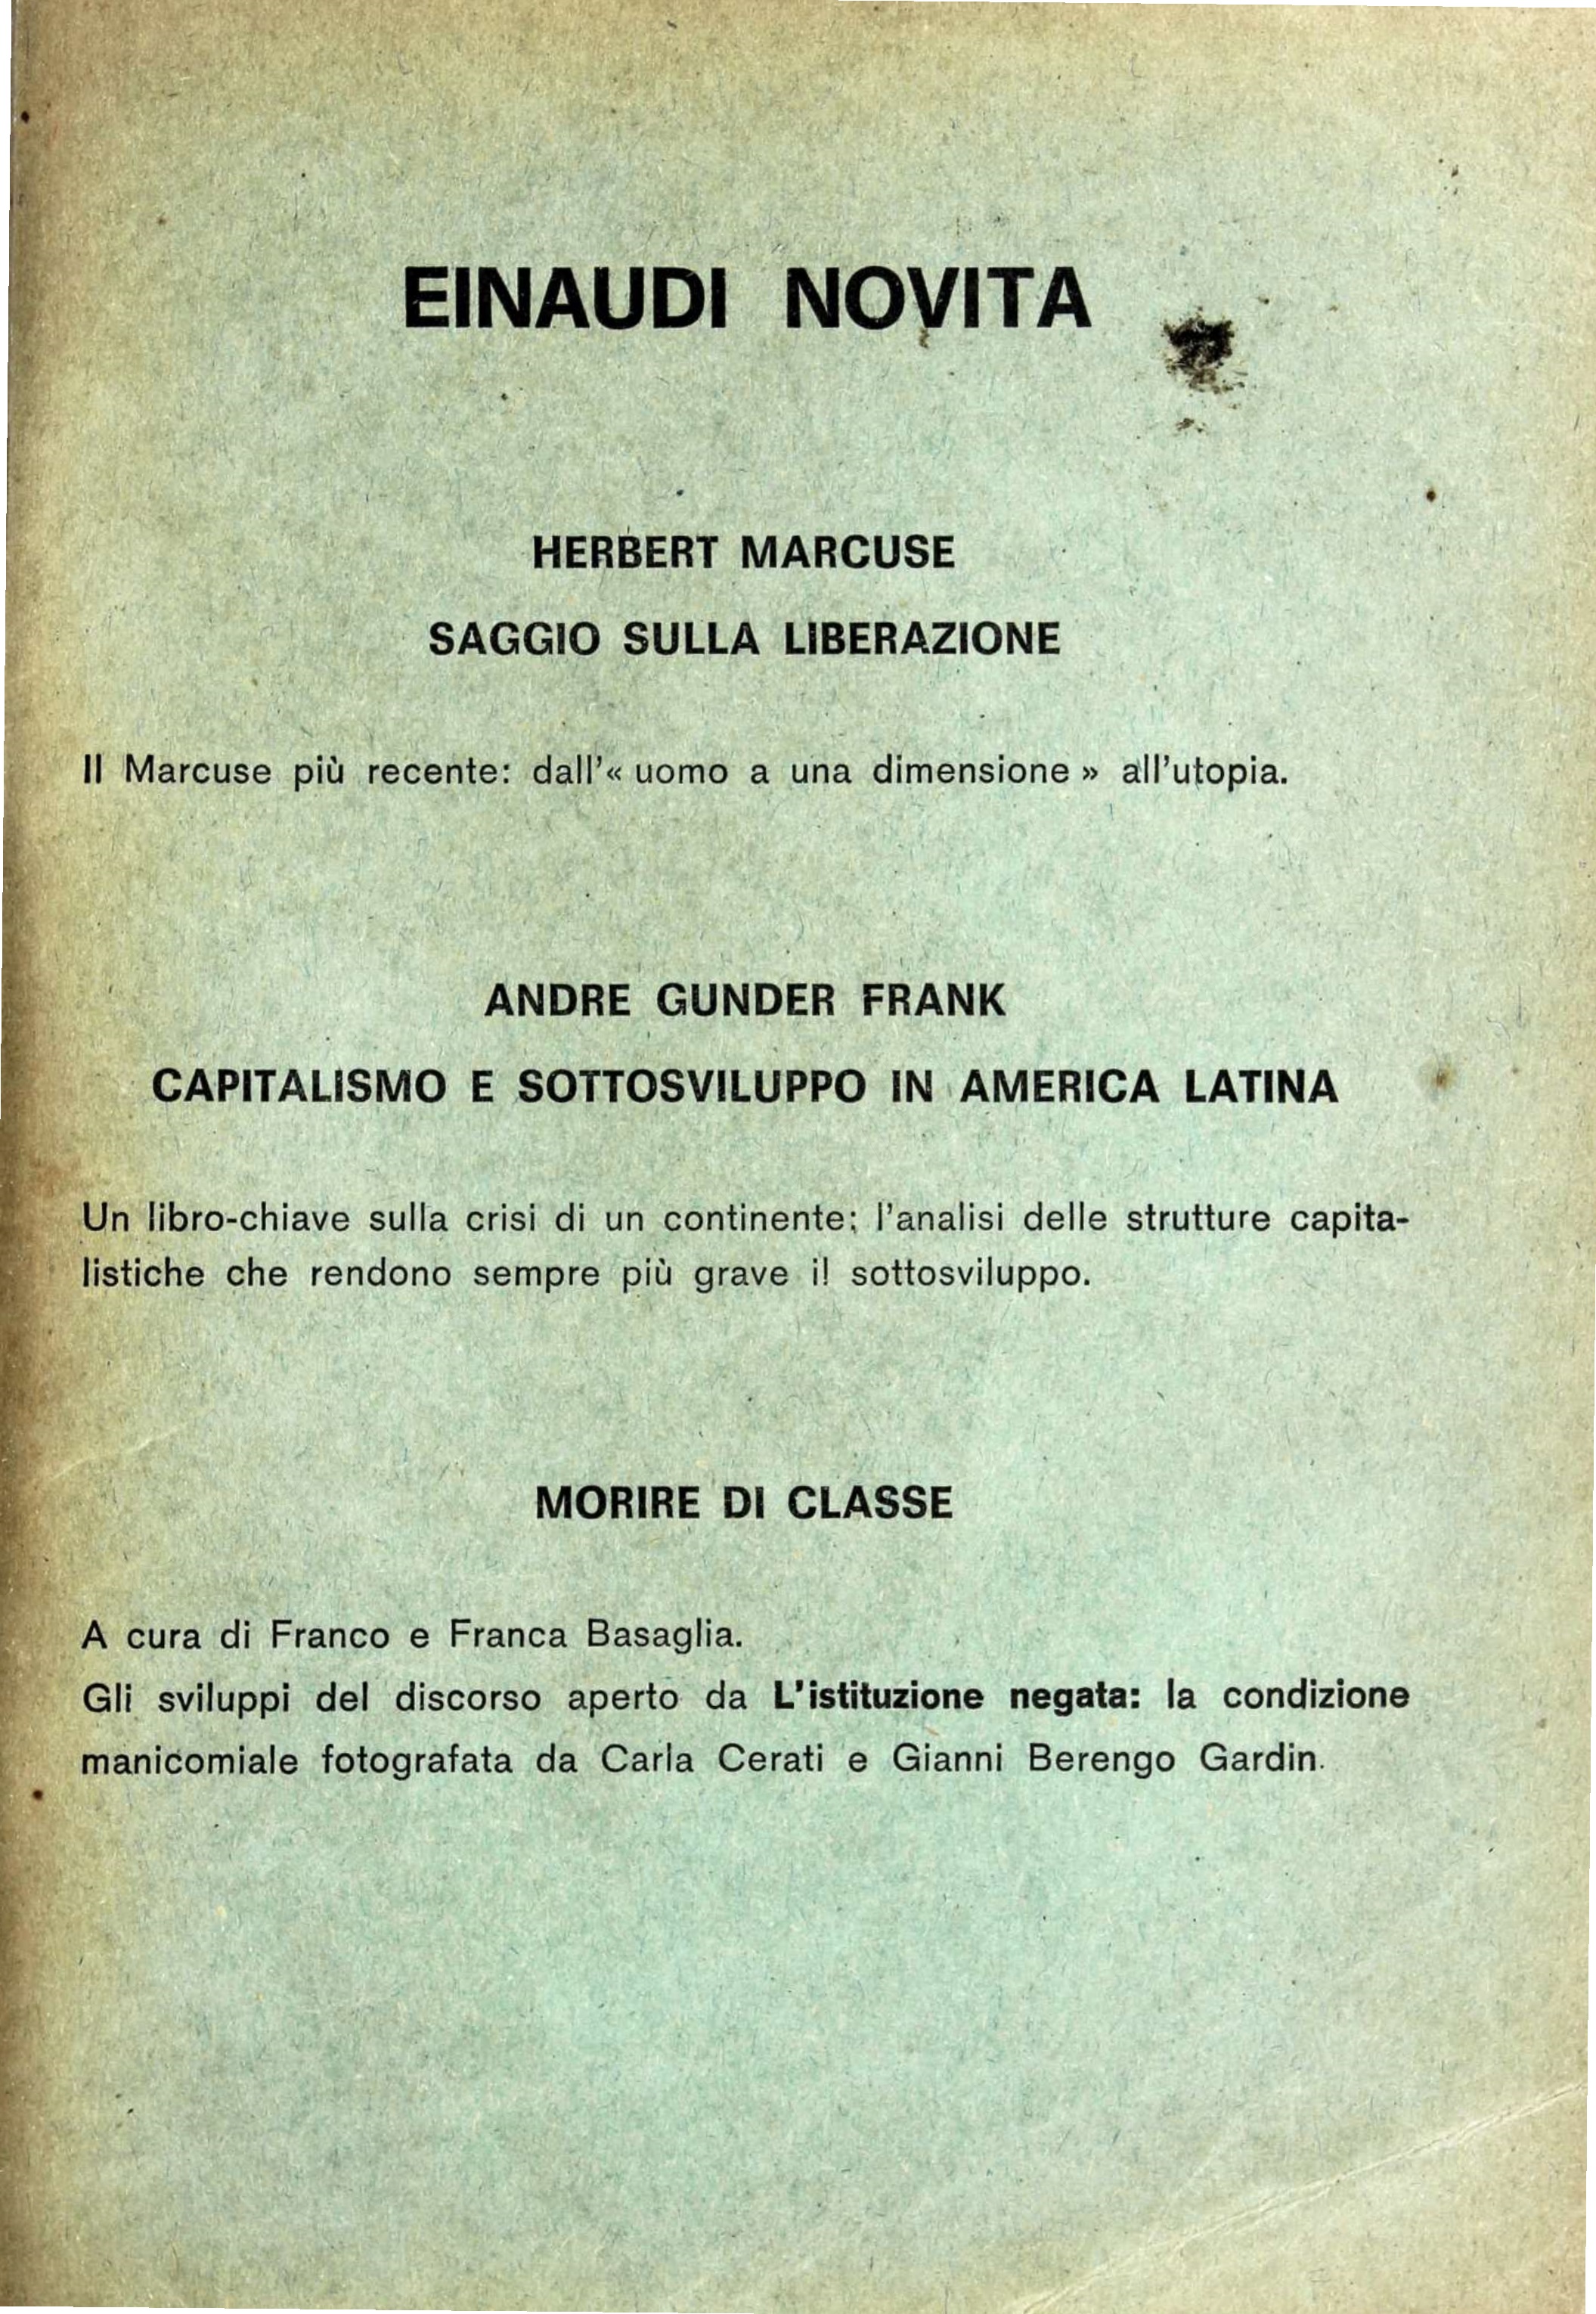 EINAUDI NOVITA
HERBERT MARCUSE
SAGGIO SULLA LIBERAZIONE
Il Marcuse più recente: dall'« uomo a una dimensione » all'utopia.
ANDRE GUNDER FRANK
CAPITALISMO E SOTTOSVILUPPO IN AMERICA LATINA
Un libro-chiave sulla crisi di un continente; l'analisi delle strutture capita-
listiche che rendono sempre più grave il sottosviluppo.
MORIRE DI CLASSE
A cura di Franco e Franca Basaglia.
Gli sviluppi del discorso aperto da L'istituzione negata: la condizione
manicomiale fotografata da Carla Cerati e Gianni Berengo Gardin.